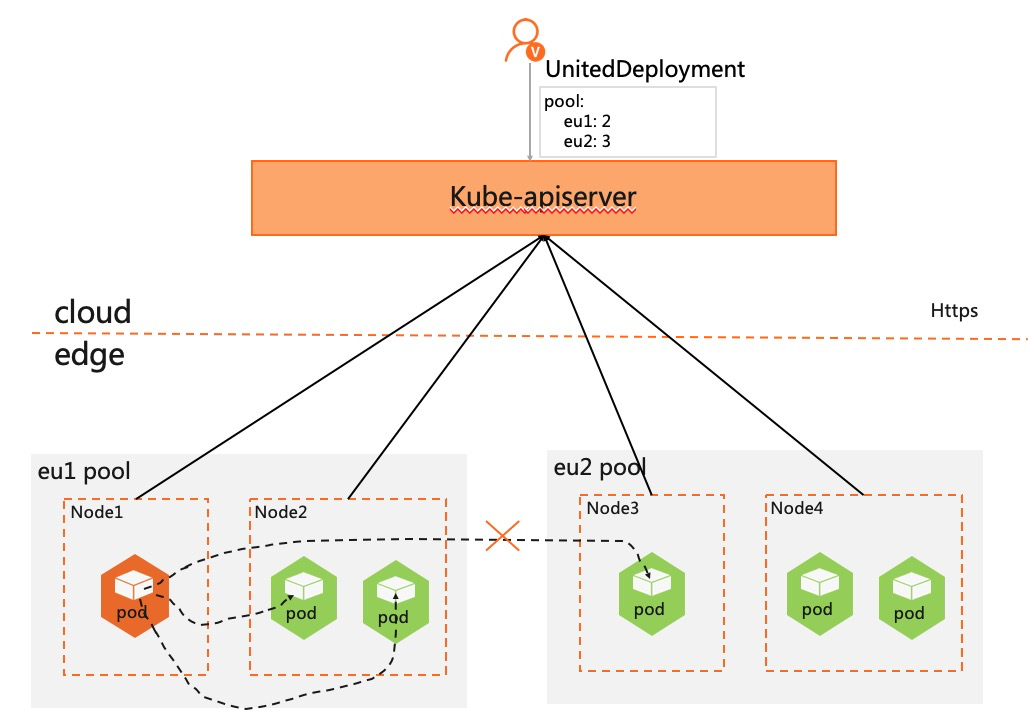 V
UnitedDeployment
pool:
eu1: 2
eu2: 3
Kube-apiserver
cloud
Https
edge
eu1 pool
eu2 pool
Node1
Node2
Node3
Node4
pod
pod
pod
pod
pod
pod